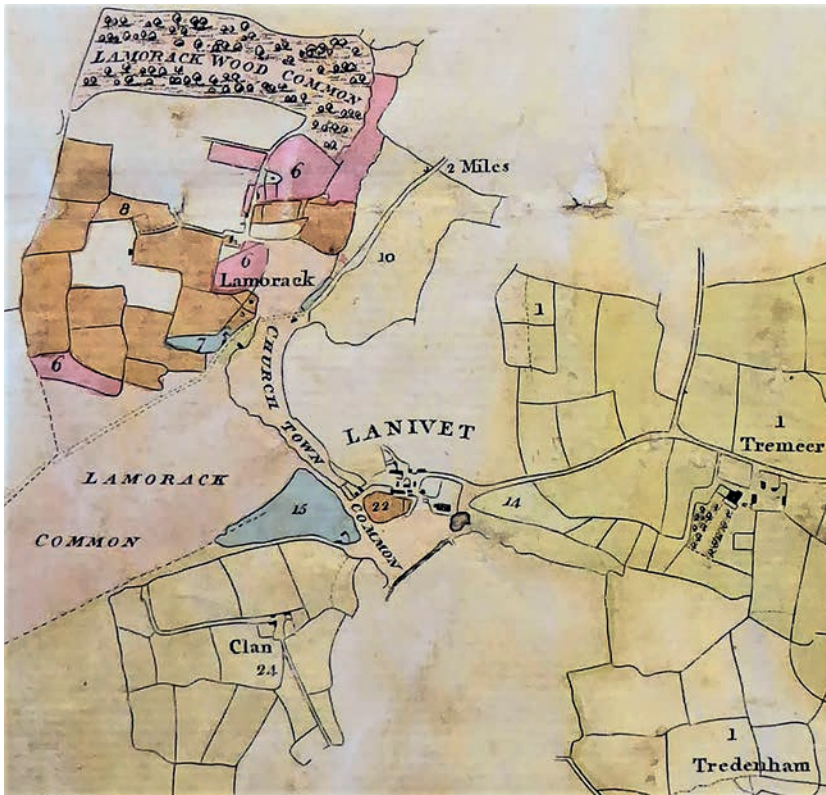 LAMORACK WOOD COMMON
6
2 Miles
8
10
6
Lamorack
1
7
6
CHURCH TOWN
LANIVET
1
Tremeer
LAMORACK
COMMON
15
22
COMMON
14
Clan
24
1
Tredenham